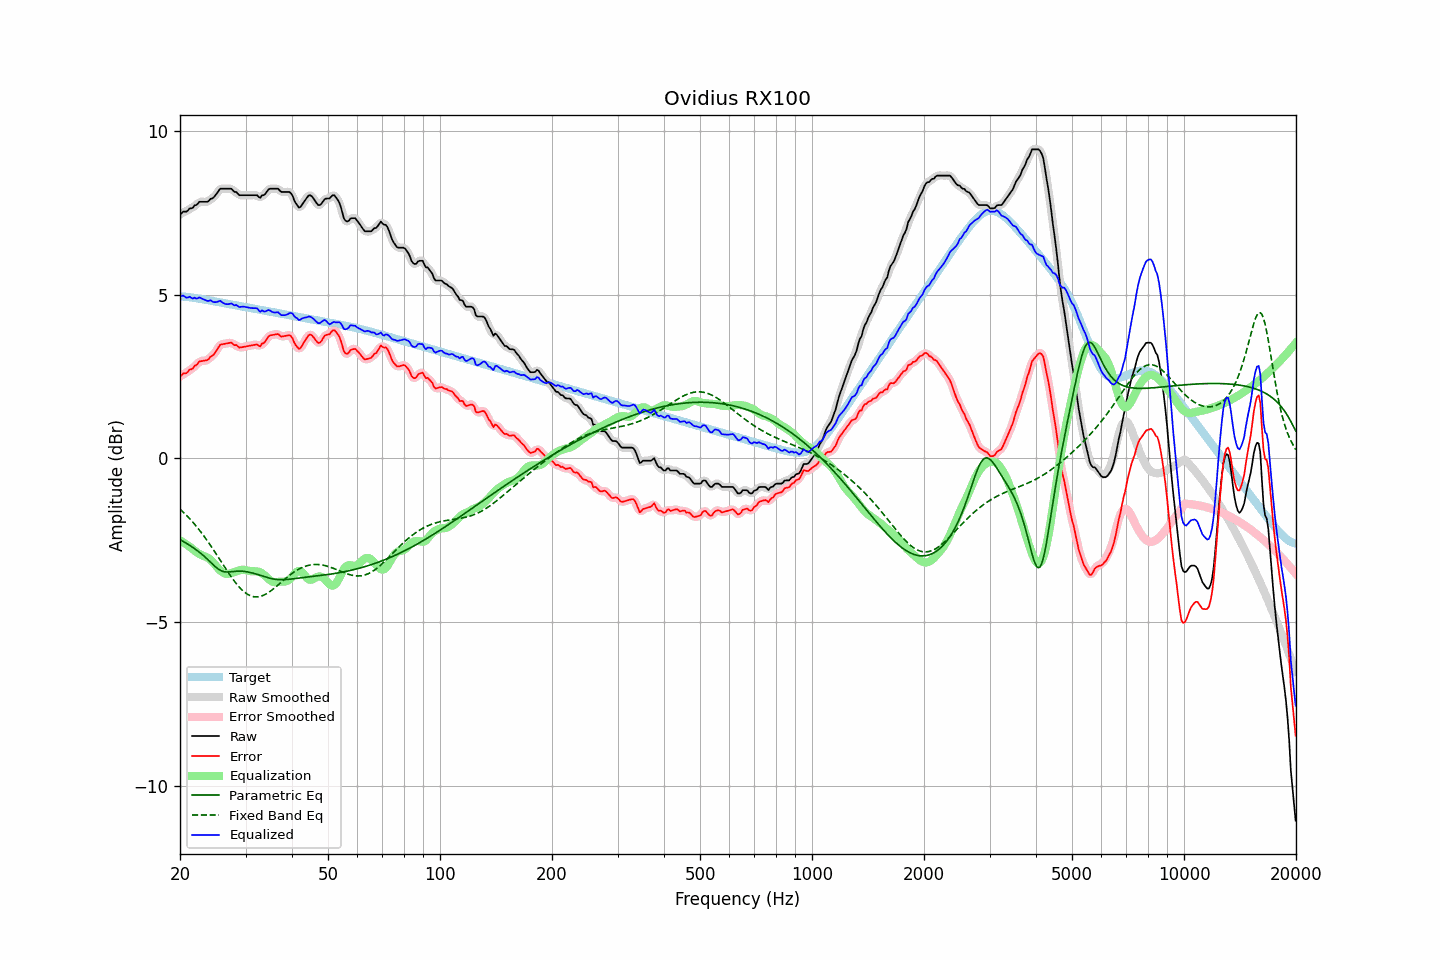 Ovidius RX100
Amplitude (dBr)
10
5
0
−5
−10
Target
Raw Smoothed
Error Smoothed
Raw
Error
Equalization
Parametric Eq
Fixed Band Eq
Equalized
20 50 100 200 500 1000 2000 5000 10000 20000
Frequency (Hz)